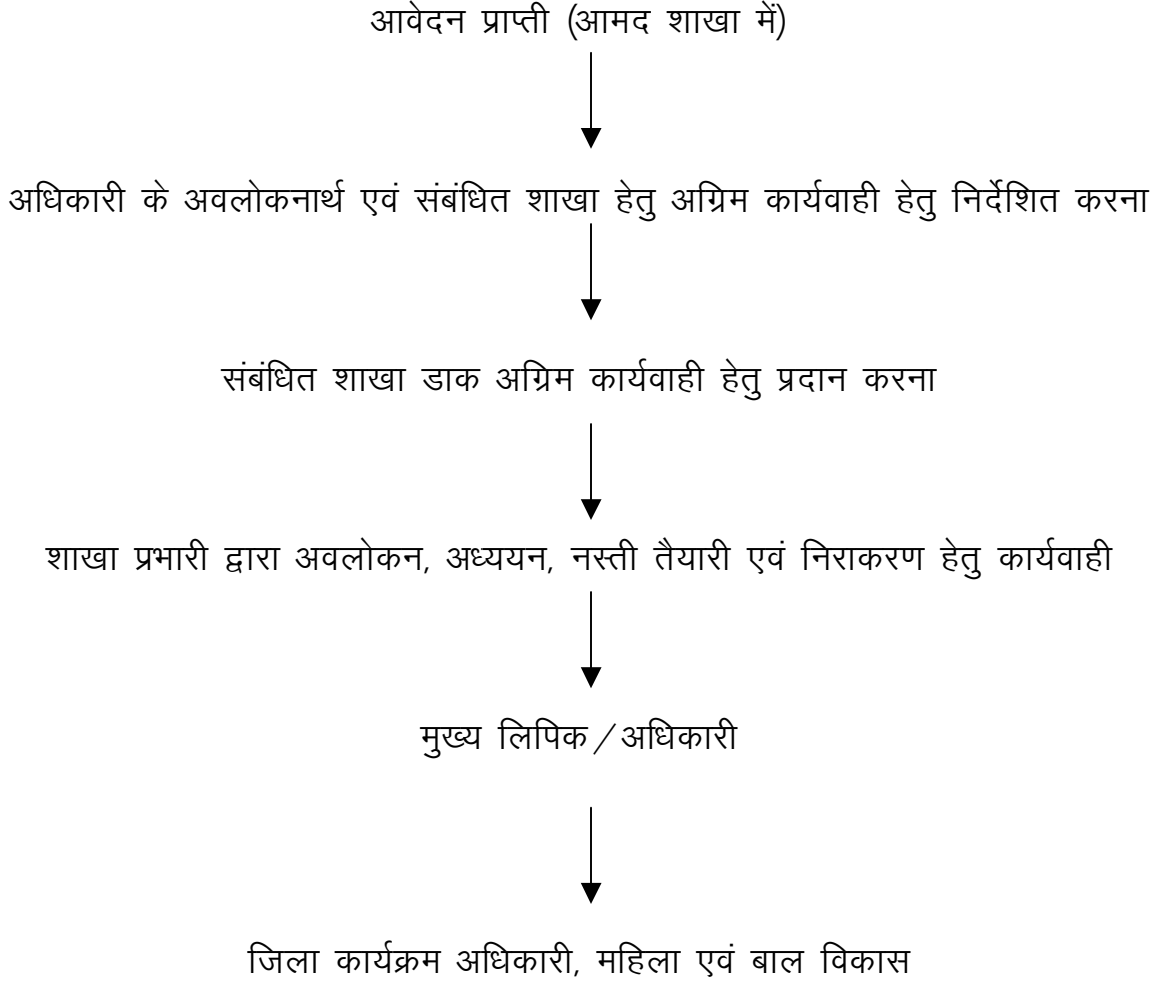 आवेदन प्राप्ती (आमद शाखा में)
अधिकारी के अवलोकनार्थ एवं संबंधित शाखा हेतु अग्रिम कार्यवाही हेतु निर्देशित करना
संबंधित शाखा डाक अग्रिम कार्यवाही हेतु प्रदान करना
शाखा प्रभारी द्वारा अवलोकन, अध्ययन, नस्ती तैयारी एवं निराकरण हेतु कार्यवाही
मुख्य लिपिक/अधिकारी
जिला कार्यक्रम अधिकारी, महिला एवं बाल विकास